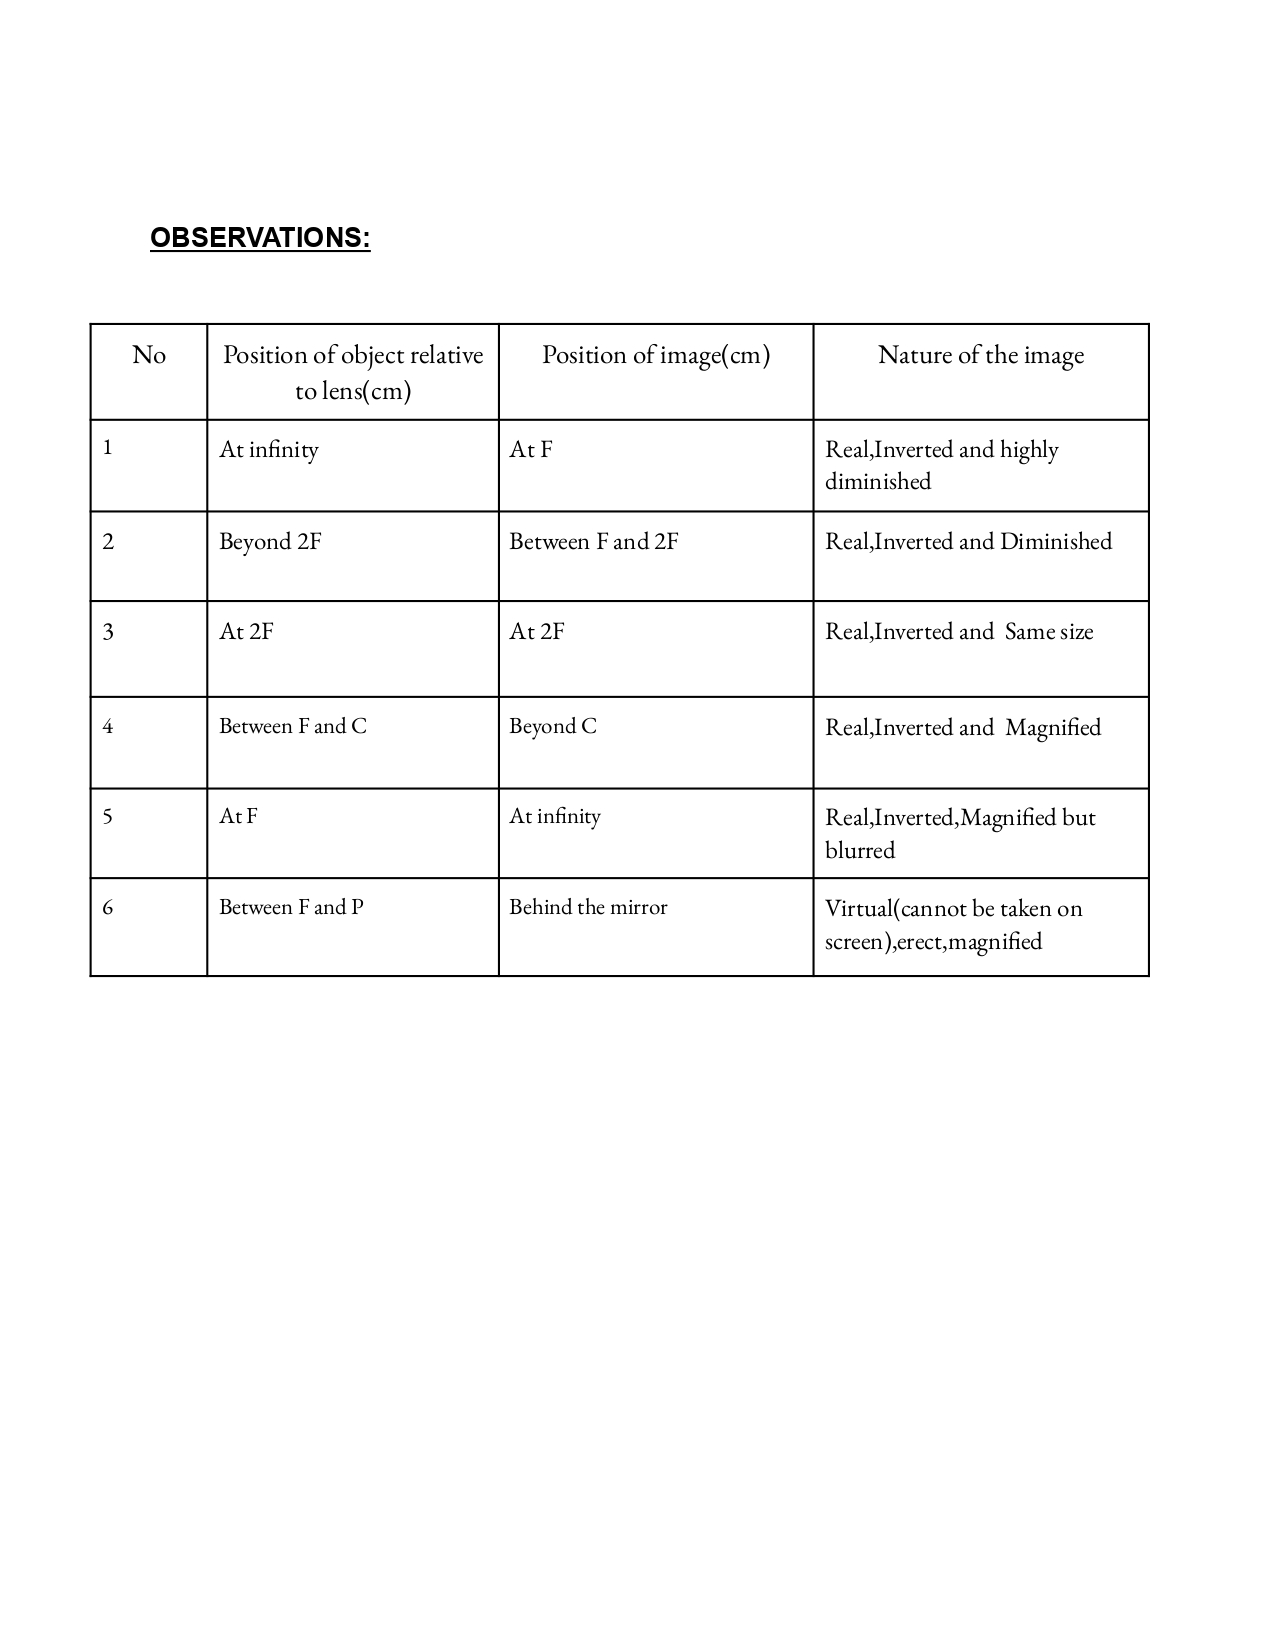 OBSERVATIONS:
No
Position of object relative
to lens(cm)
Position of image(cm)
Nature of the image
1
At infinity
At F
Real,Inverted and highly
diminished
2
Beyond 2F
Between F and 2F
Real,Inverted and Diminished
3
At 2F
At 2F
Real,Inverted and  Same size
4
Between F and C
Beyond C
Real,Inverted and  Magnified
5
At F
At infinity
Real,Inverted,Magnified but
blurred
6
Between F and P
Behind the mirror
Virtual(cannot be taken on
screen),erect,magnified